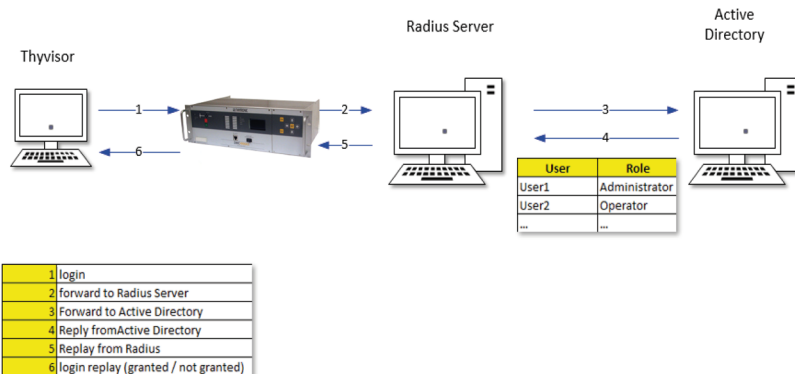 Active
Directory
Radius Server
Thyvisor
1
2
3
4
5
6
User Role
User1 Administrator
User2 Operator
... ...
1 login
2 forward to Radius Server
3 Forward to Active Directory
4 Reply fromActive Directory
5 Replay from Radius
6 login replay (granted / not granted)